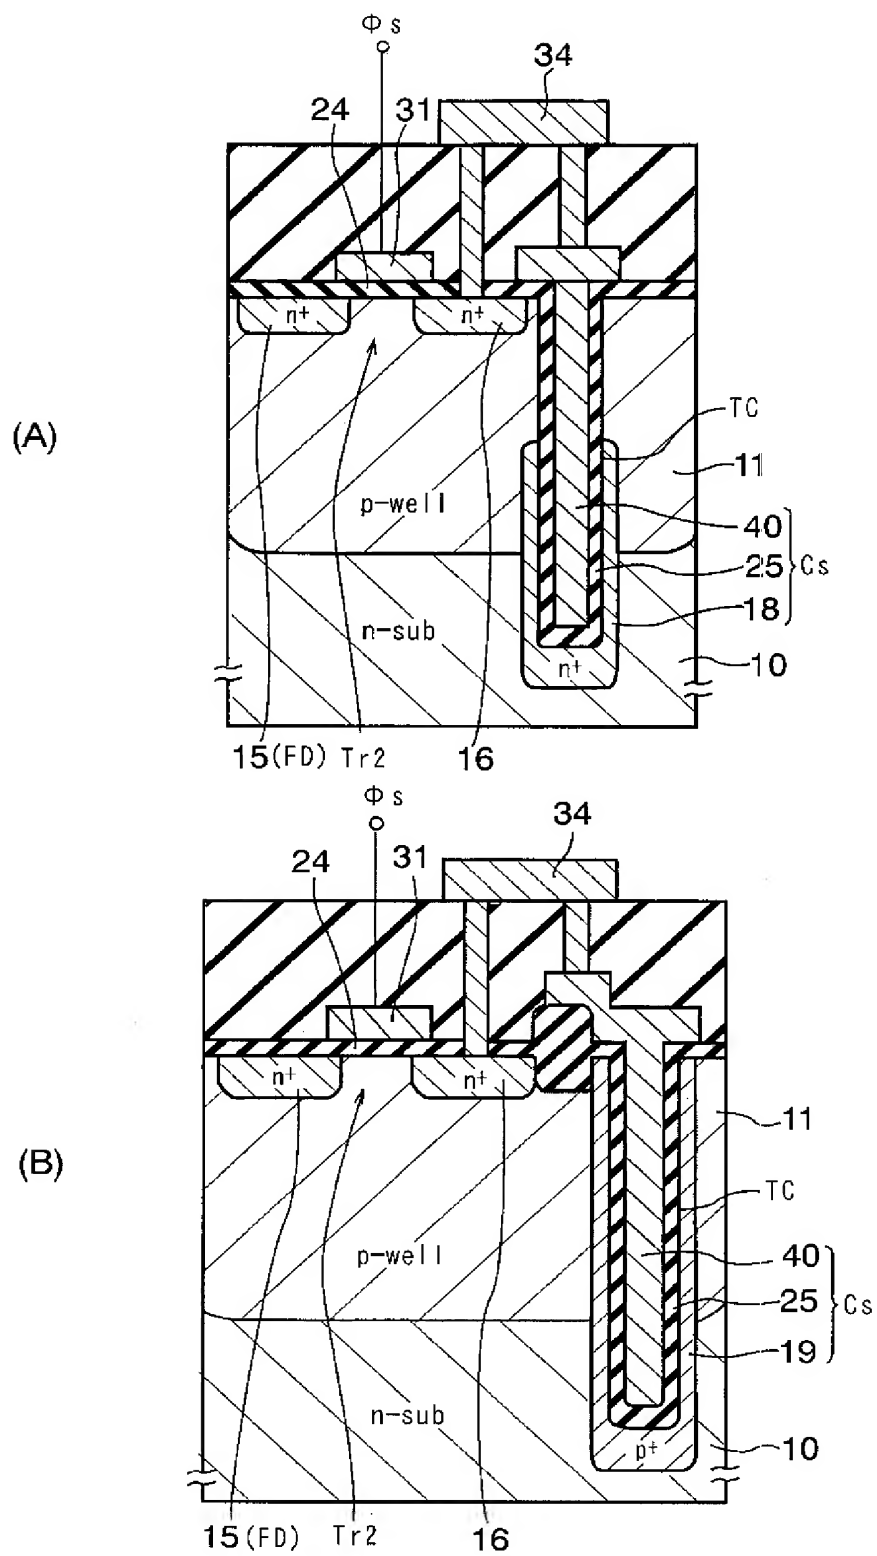 Φs
34
24 31
n+ n+
TC
(A)
11
p-well
40
25 Cs
n-sub
18
n+
10
15(FD) Tr2 16
Φs
34
24 31
n+ n+
11
(B)
TC
p-well
40
25 Cs
19
n-sub
p+
10
15(FD) Tr2 16